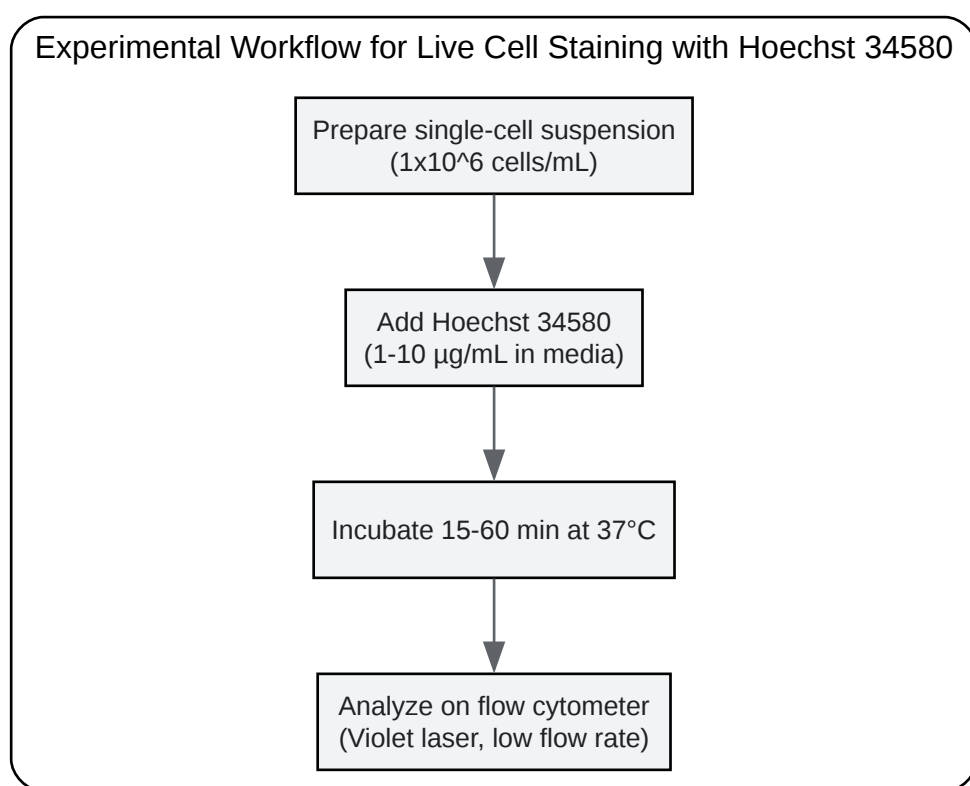 Experimental Workflow for Live Cell Staining with Hoechst 34580
Prepare single-cell suspension
(1x10^6 cells/mL)
Add Hoechst 34580
(1-10 µg/mL in media)
Incubate 15-60 min at 37°C
Analyze on flow cytometer
(Violet laser, low flow rate)